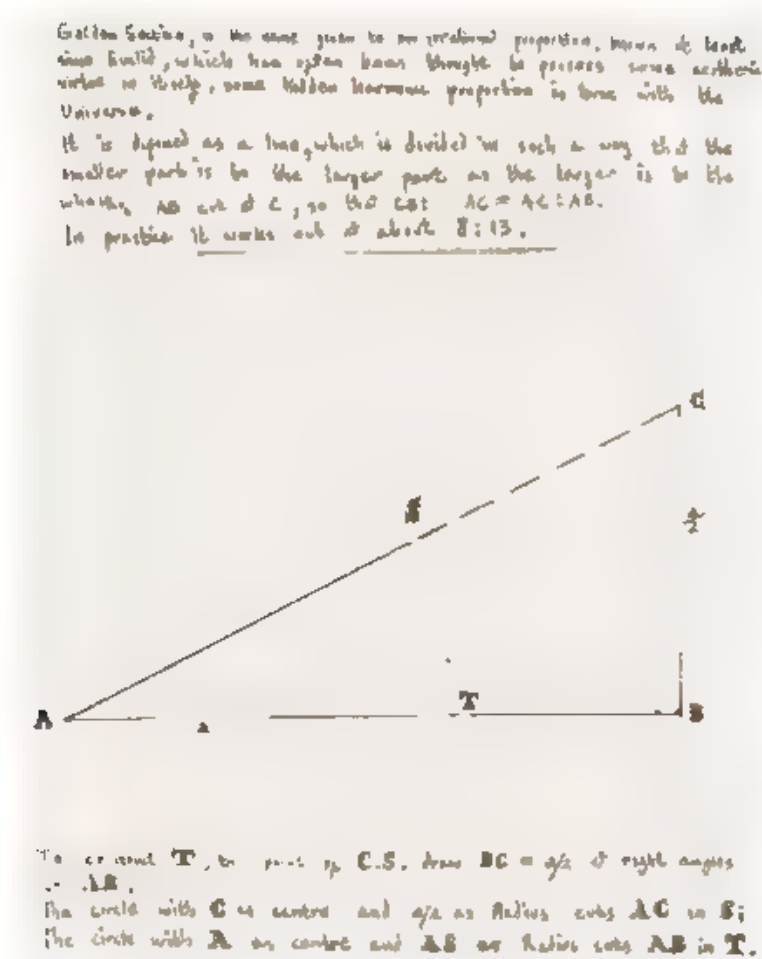 Golden Section, is the name given to an irrational proportion, known at least
since Euclid, which has often been thought to possess some aesthetic
virtue in itself, some hidden harmonic proportion in tune with the
Universe.
It is defined as a line, which is divided in such a way that the
smaller part is to the larger part as the larger is to the
whole, AB cut at C, so that CB: AC = AC:AB.
In practice it works out at about 8:13.
C
S
a/2
A
T
B
a
To construct T, the point of G.S. draw BC = a/2 at right angles
AB.
The circle with C as centre and a/2 as Radius cuts AC in S;
The circle with A as centre and AS as Radius cuts AB in T.